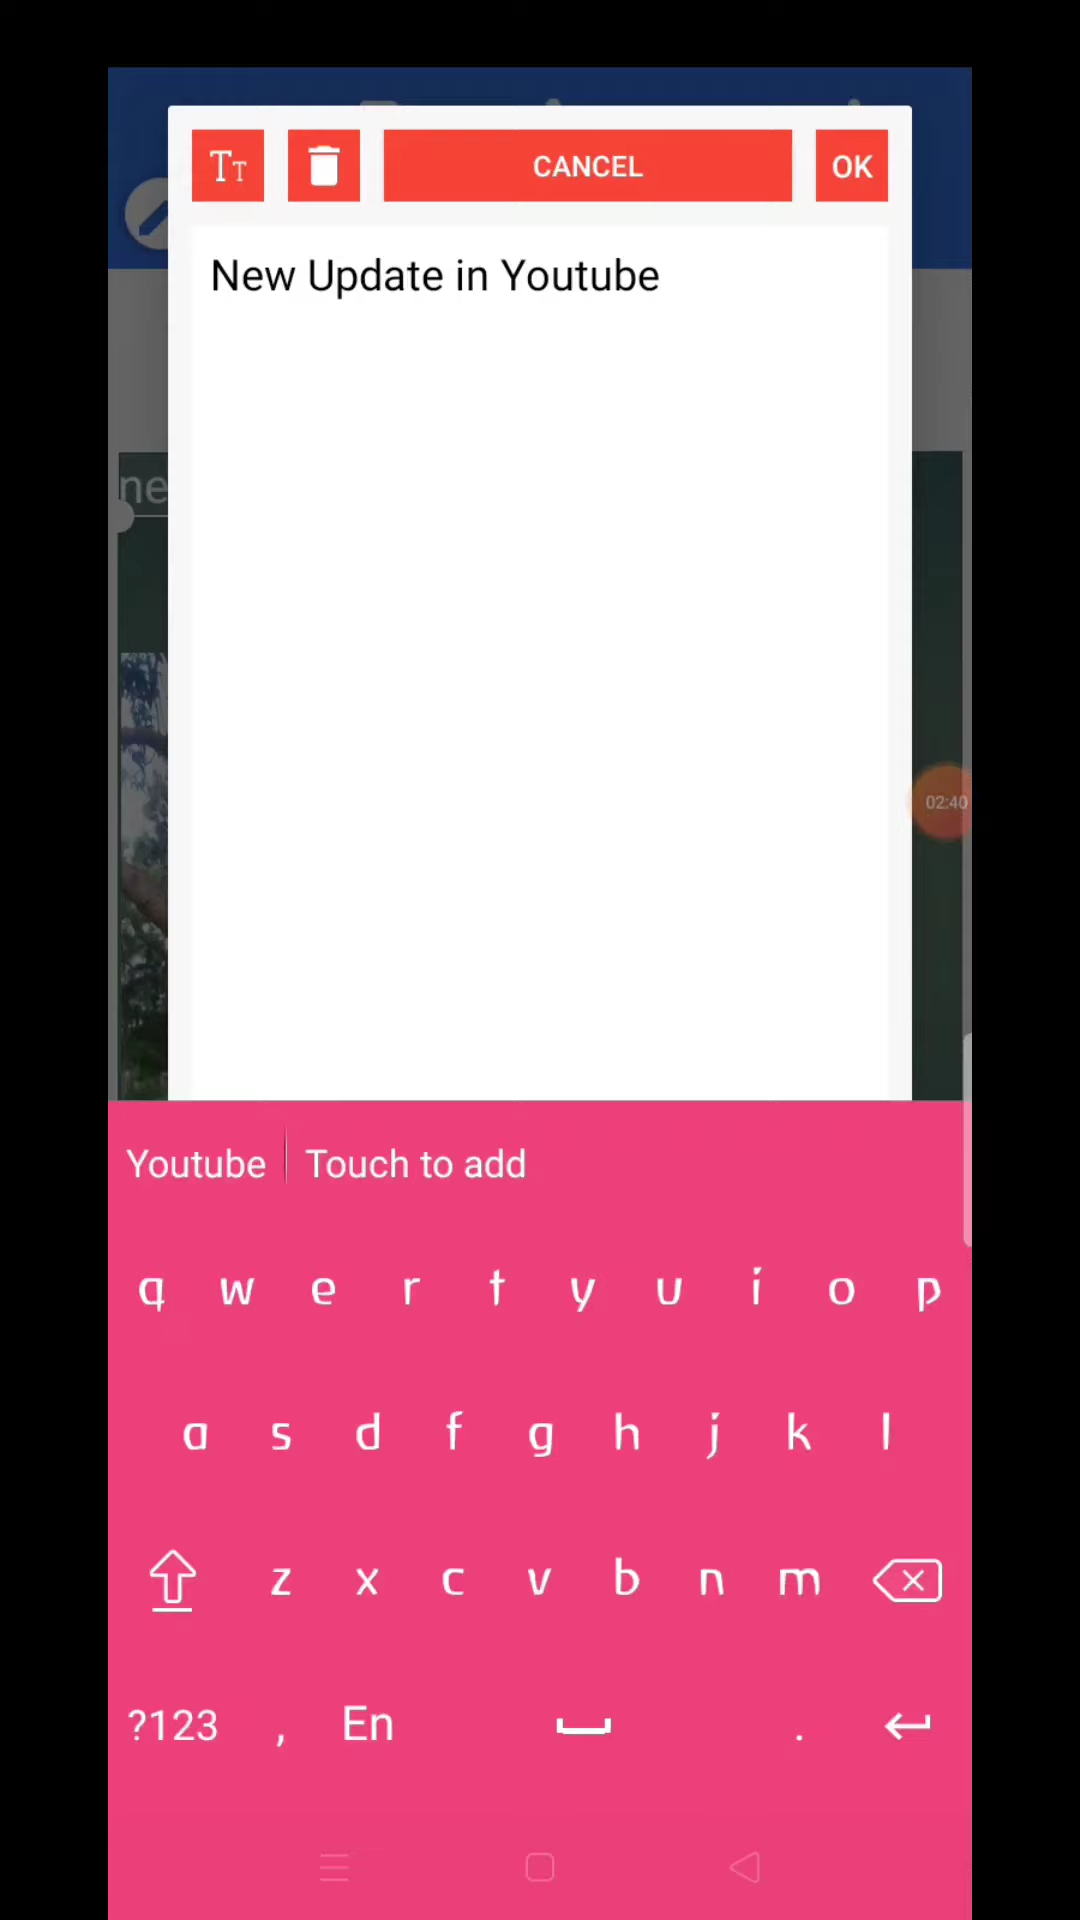 Tт
CANCEL
OK
New Update in Youtube
ne
02:40
Youtube
Touch to add
q w e r t y u i o p
a s d f g h j k l
z x c v b n m
?123 , En .